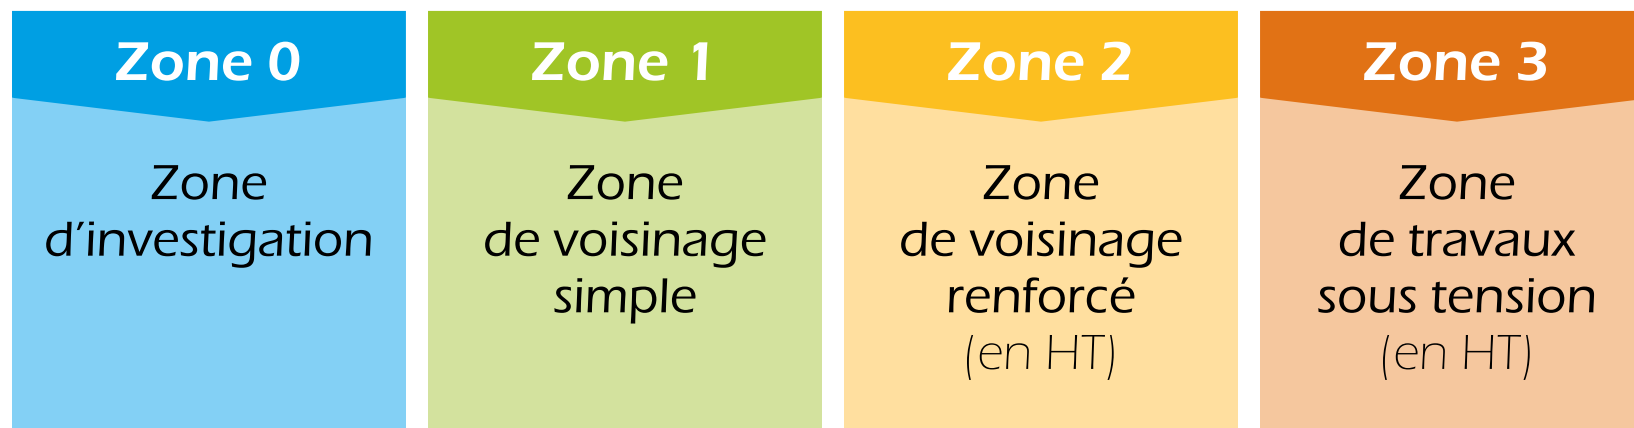 Zone 0
Zone
d’investigation
Zone 1
Zone
de voisinage
simple
Zone 2
Zone
de voisinage
renforcé
(en HT)
Zone 3
Zone
de travaux
sous tension
(en HT)